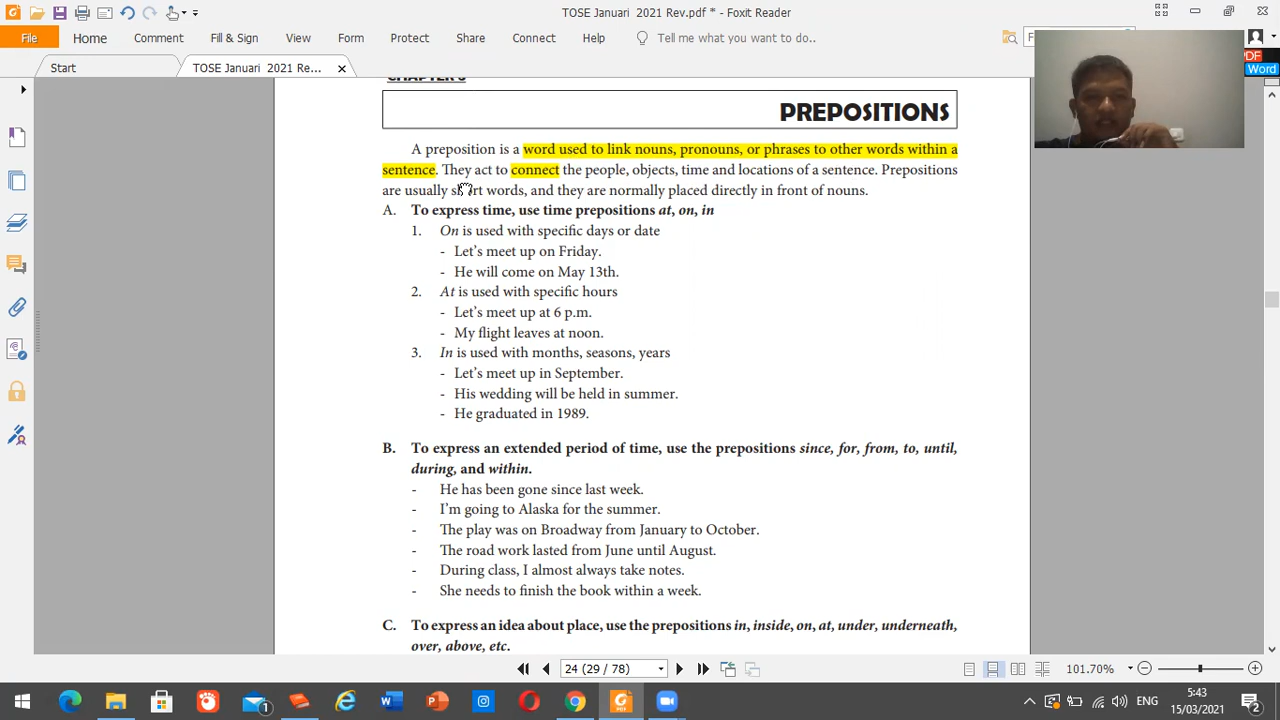 TOSE Januari 2021 Rev.pdf * - Foxit Reader
File Home Comment Fill & Sign View Form Protect Share Connect Help Tell me what you want to do..
PDF
Word
Start TOSE Januari 2021 Re...
PREPOSITIONS
A preposition is a word used to link nouns, pronouns, or phrases to other words within a
sentence. They act to connect the people, objects, time and locations of a sentence. Prepositions
are usually short words, and they are normally placed directly in front of nouns.
A. To express time, use time prepositions at, on, in
1. On is used with specific days or date
- Let's meet up on Friday.
- He will come on May 13th.
2. At is used with specific hours
- Let's meet up at 6 p.m.
- My flight leaves at noon.
3. In is used with months, seasons, years
- Let's meet up in September.
- His wedding will be held in summer.
- He graduated in 1989.
B. To express an extended period of time, use the prepositions since, for, from, to, until,
during, and within.
- He has been gone since last week.
- I'm going to Alaska for the summer.
- The play was on Broadway from January to October.
- The road work lasted from June until August.
- During class, I almost always take notes.
- She needs to finish the book within a week.
C. To express an idea about place, use the prepositions in, inside, on, at, under, underneath,
over, above, etc.
24 (29 / 78) 101.70%
ENG 5:43
15/03/2021